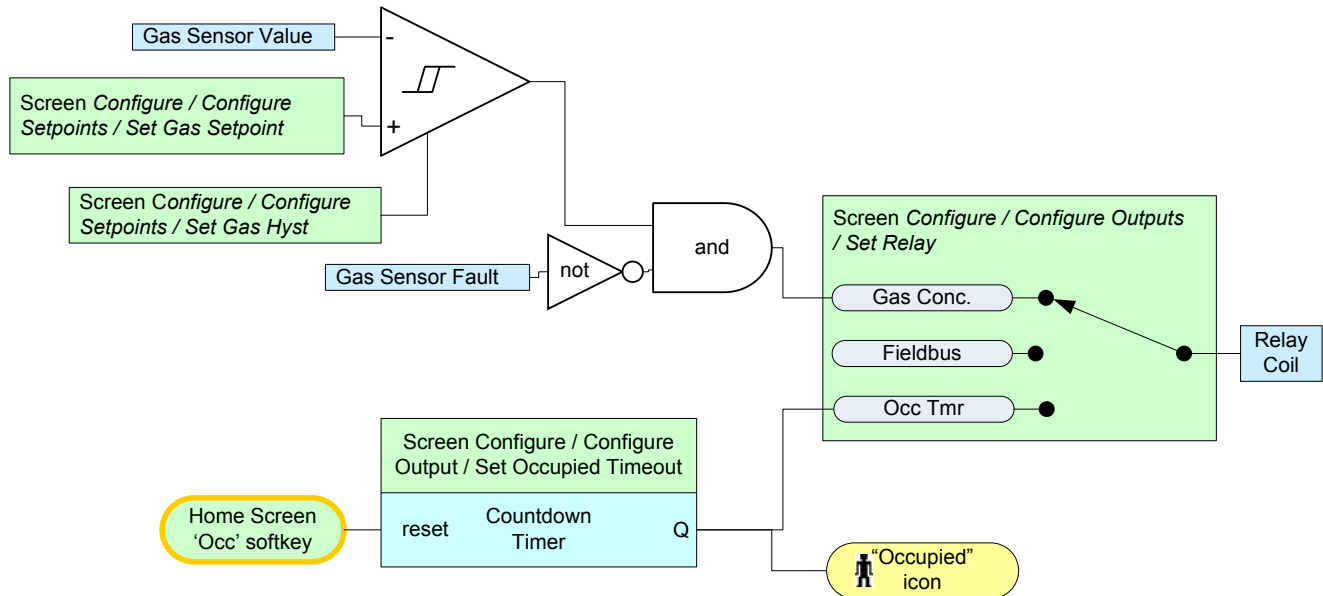 Gas Sensor Value
-
Screen Configure / Configure
Setpoints / Set Gas Setpoint
+
Screen Configure / Configure
Setpoints / Set Gas Hyst
Gas Sensor Fault
not
and
Screen Configure / Configure Outputs
/ Set Relay
Gas Conc.
Fieldbus
Occ Tmr
Relay
Coil
Screen Configure / Configure
Output / Set Occupied Timeout
Home Screen
‘Occ’ softkey
reset
Countdown
Timer
Q
“Occupied”
icon